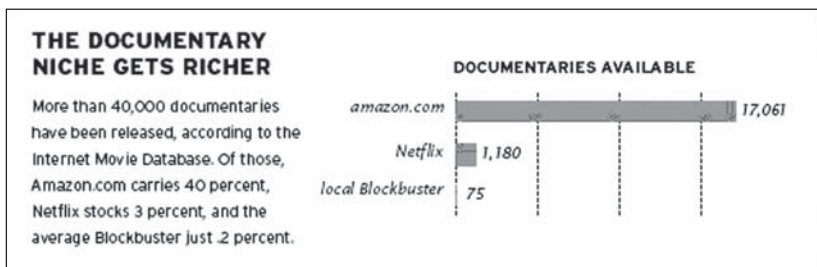 THE DOCUMENTARY
NICHE GETS RICHER
More than 40,000 documentaries
have been released, according to the
Internet Movie Database. Of those,
Amazon.com carries 40 percent,
Netflix stocks 3 percent, and the
average Blockbuster just .2 percent.
DOCUMENTARIES AVAILABLE
amazon.com 17,061
Netflix 1,180
local Blockbuster 75